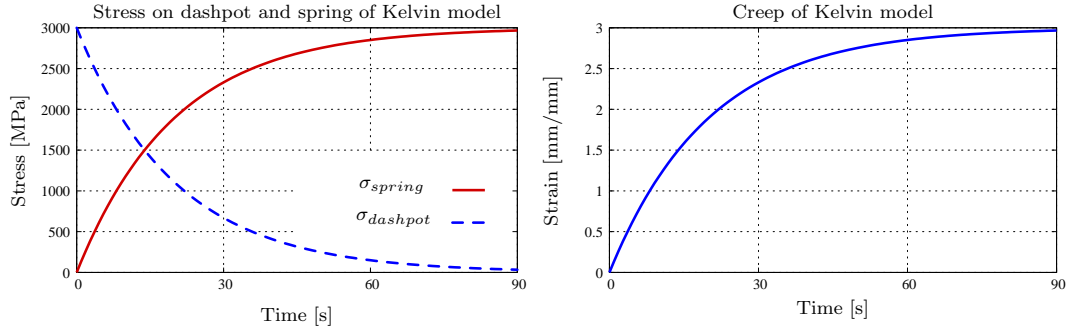 Stress on dashpot and spring of Kelvin model
Stress [MPa]
3000
2500
2000
1500
1000
500
0
σspring
σdashpot
0 30 60 90
Time [s]
Creep of Kelvin model
Strain [mm/mm]
3
2.5
2
1.5
1
0.5
0
0 30 60 90
Time [s]